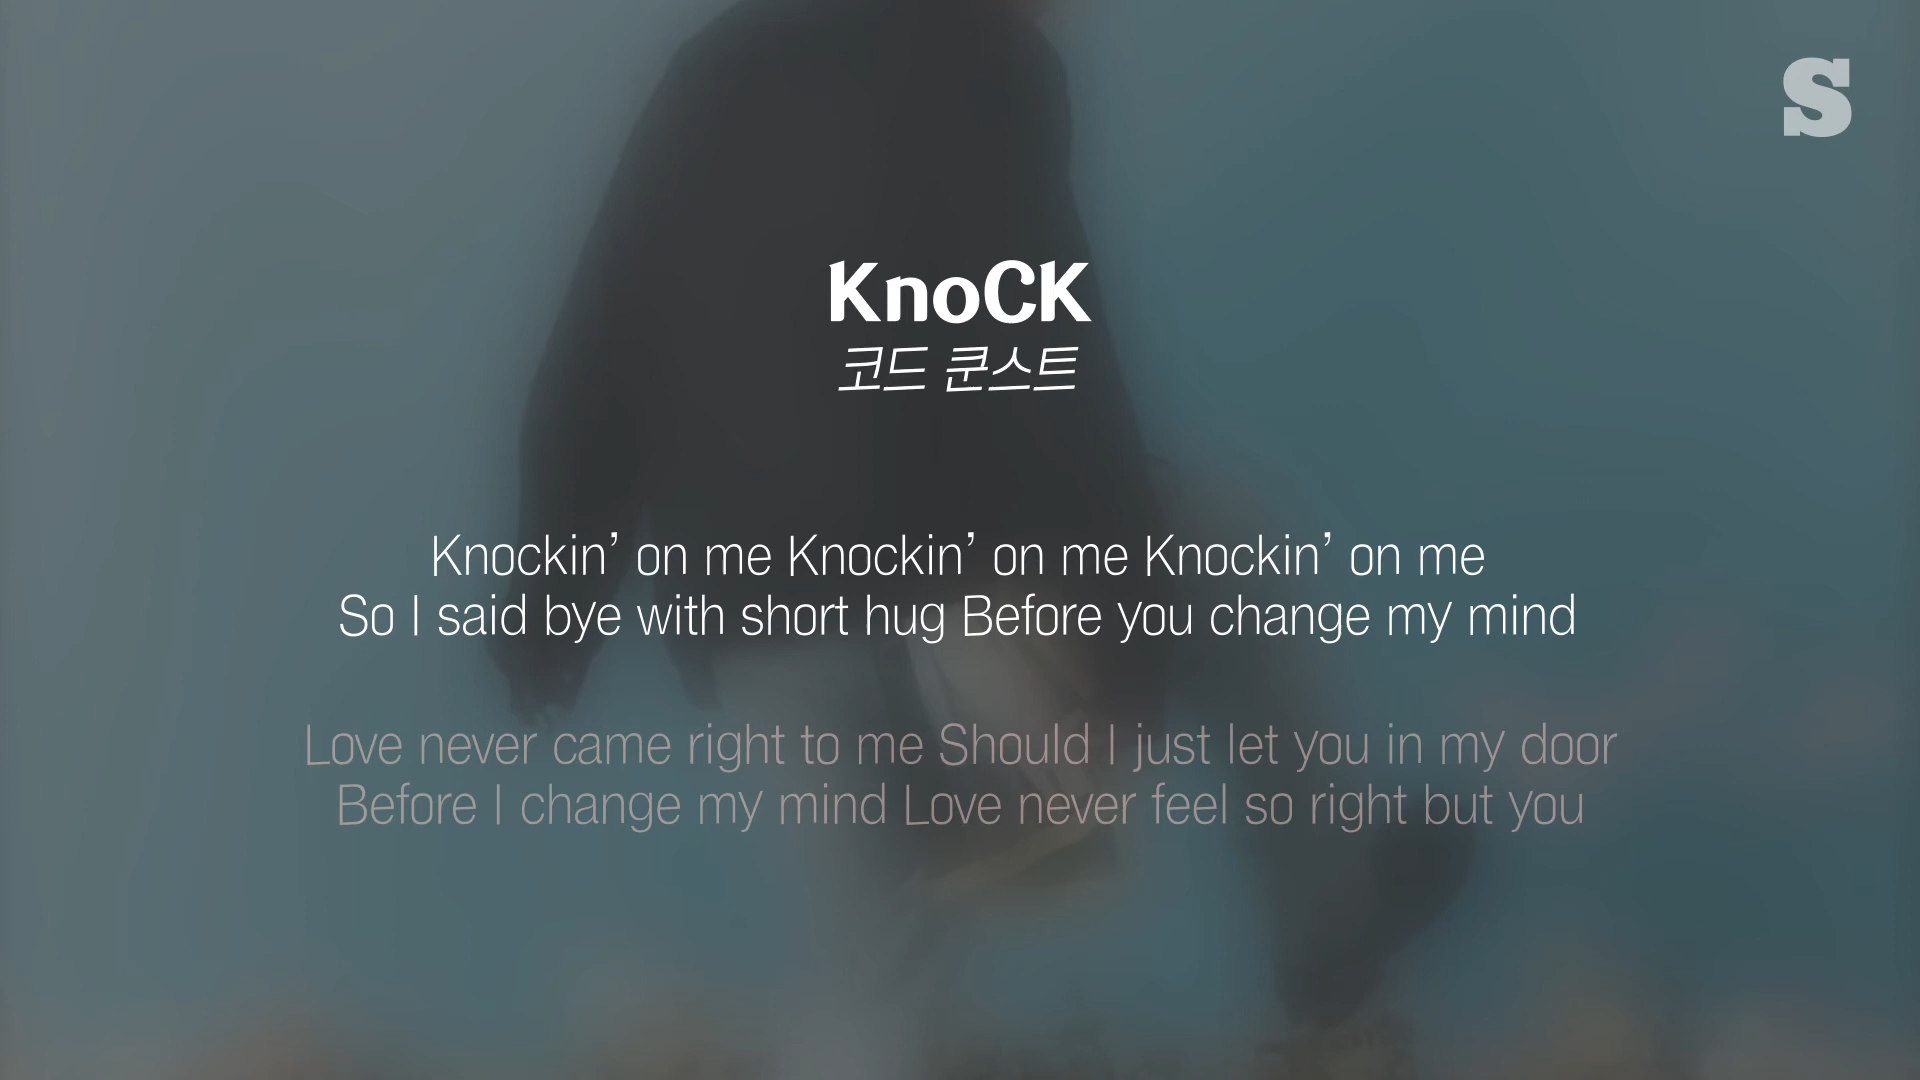 S
KnoCK
코드 쿤스트
Knockin’ on me Knockin’ on me Knockin’ on me
So I said bye with short hug Before you change my mind
Love never came right to me Should I just let you in my door
Before I change my mind Love never feel so right but you